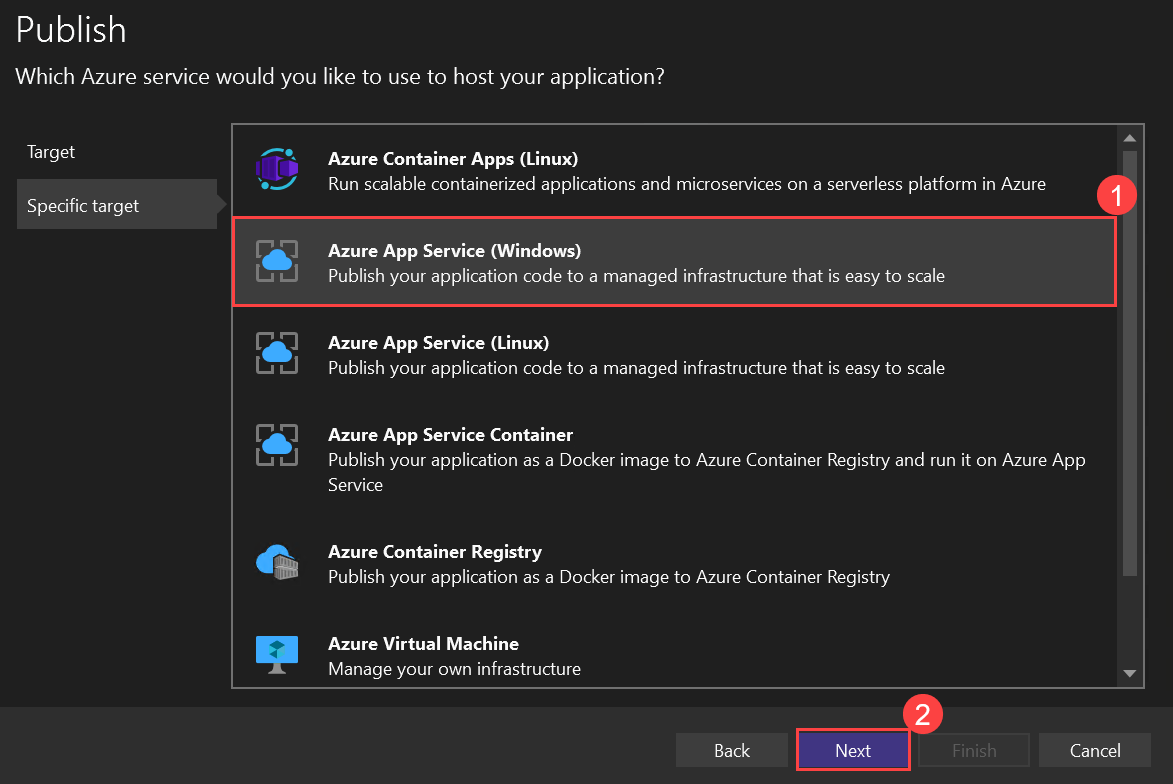 Publish
Which Azure service would you like to use to host your application?
Target
Specific target
Azure Container Apps (Linux)
Run scalable containerized applications and microservices on a serverless platform in Azure
1
Azure App Service (Windows)
Publish your application code to a managed infrastructure that is easy to scale
Azure App Service (Linux)
Publish your application code to a managed infrastructure that is easy to scale
Azure App Service Container
Publish your application as a Docker image to Azure Container Registry and run it on Azure App
Service
Azure Container Registry
Publish your application as a Docker image to Azure Container Registry
Azure Virtual Machine
Manage your own infrastructure
2
Back
Next
Finish
Cancel